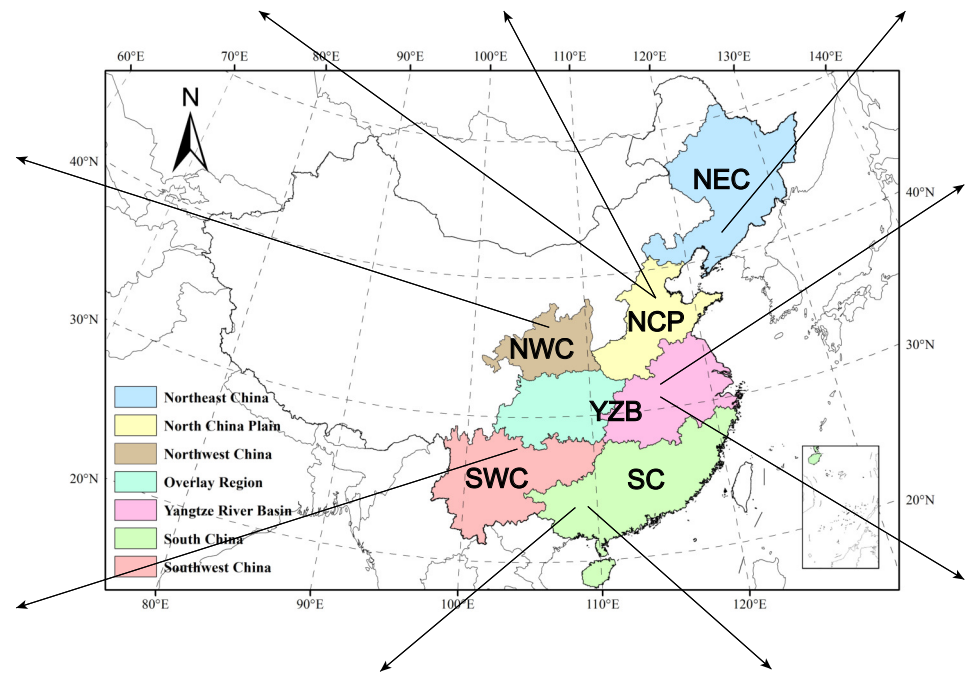 60°E 70°E 80°E 90°E 100°E 110°E 120°E 130°E 140°E
N
40°N
40°N
NEC
30°N
NCP
30°N
NWC
Northeast China
YZB
North China Plain
Northwest China
SWC
SC
20°N
Overlay Region
20°N
Yangtze River Basin
South China
Southwest China
80°E 90°E 100°E 110°E 120°E